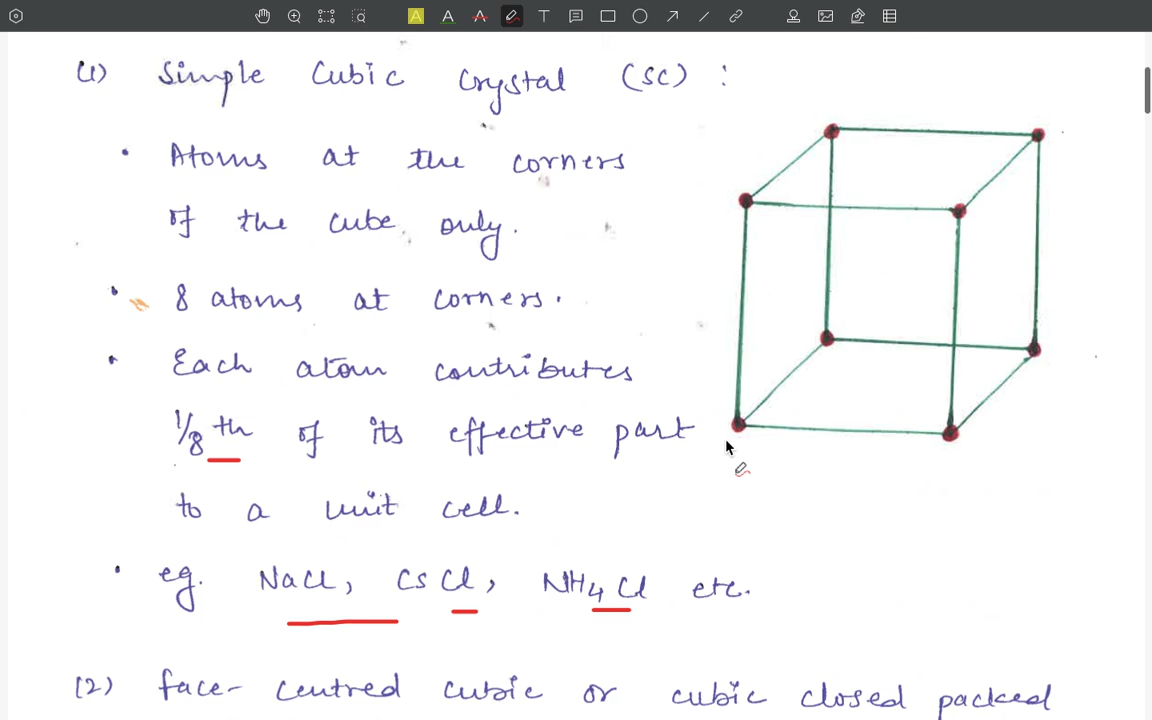 (1) Simple Cubic Crystal (SC) :
• Atoms at the corners
of the cube only.
• 8 atoms at corners.
• Each atom contributes
1/8 th of its effective part
to a unit cell.
• eg. NaCl, CsCl, NH4Cl etc.
(2) face-centred cubic or cubic closed packed